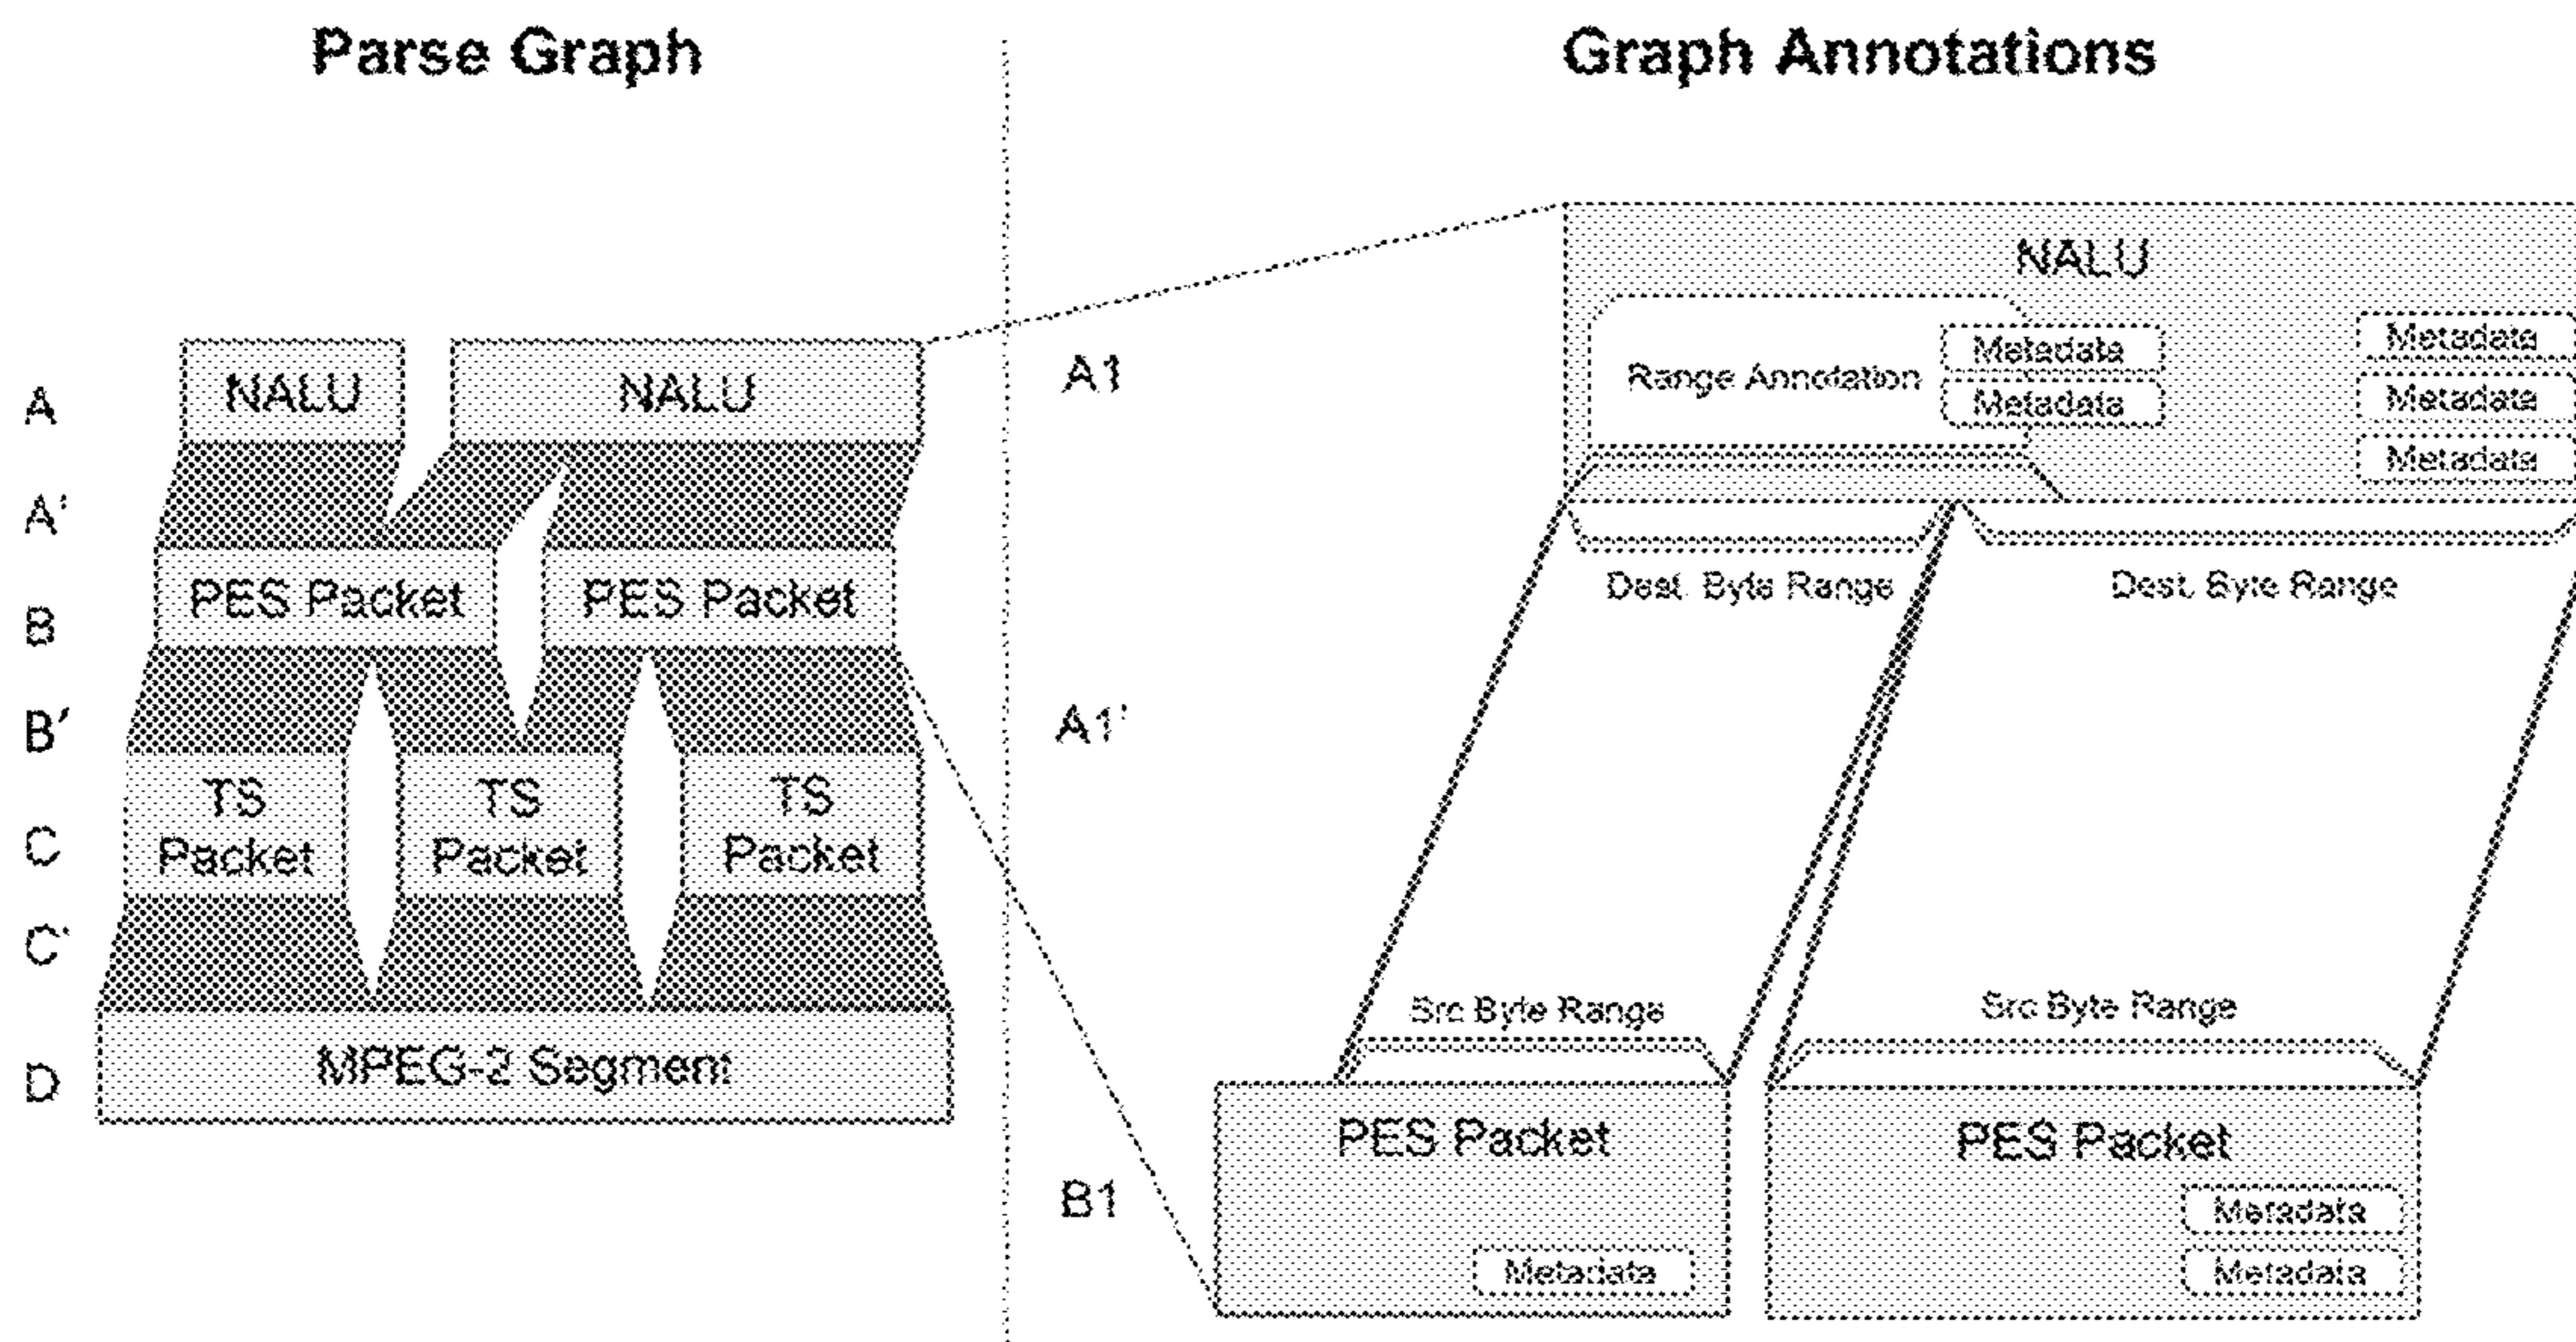 Parse Graph
Graph Annotations
A
NALU
NALU
A'
B
PES Packet
PES Packet
B'
C
TS
Packet
TS
Packet
TS
Packet
C'
D
MPEG-2 Segment
A1
NALU
Range Annotation
Metadata
Metadata
Metadata
Metadata
Metadata
Dest. Byte Range
Dest. Byte Range
A1'
Src Byte Range
Src Byte Range
B1
PES Packet
Metadata
PES Packet
Metadata
Metadata